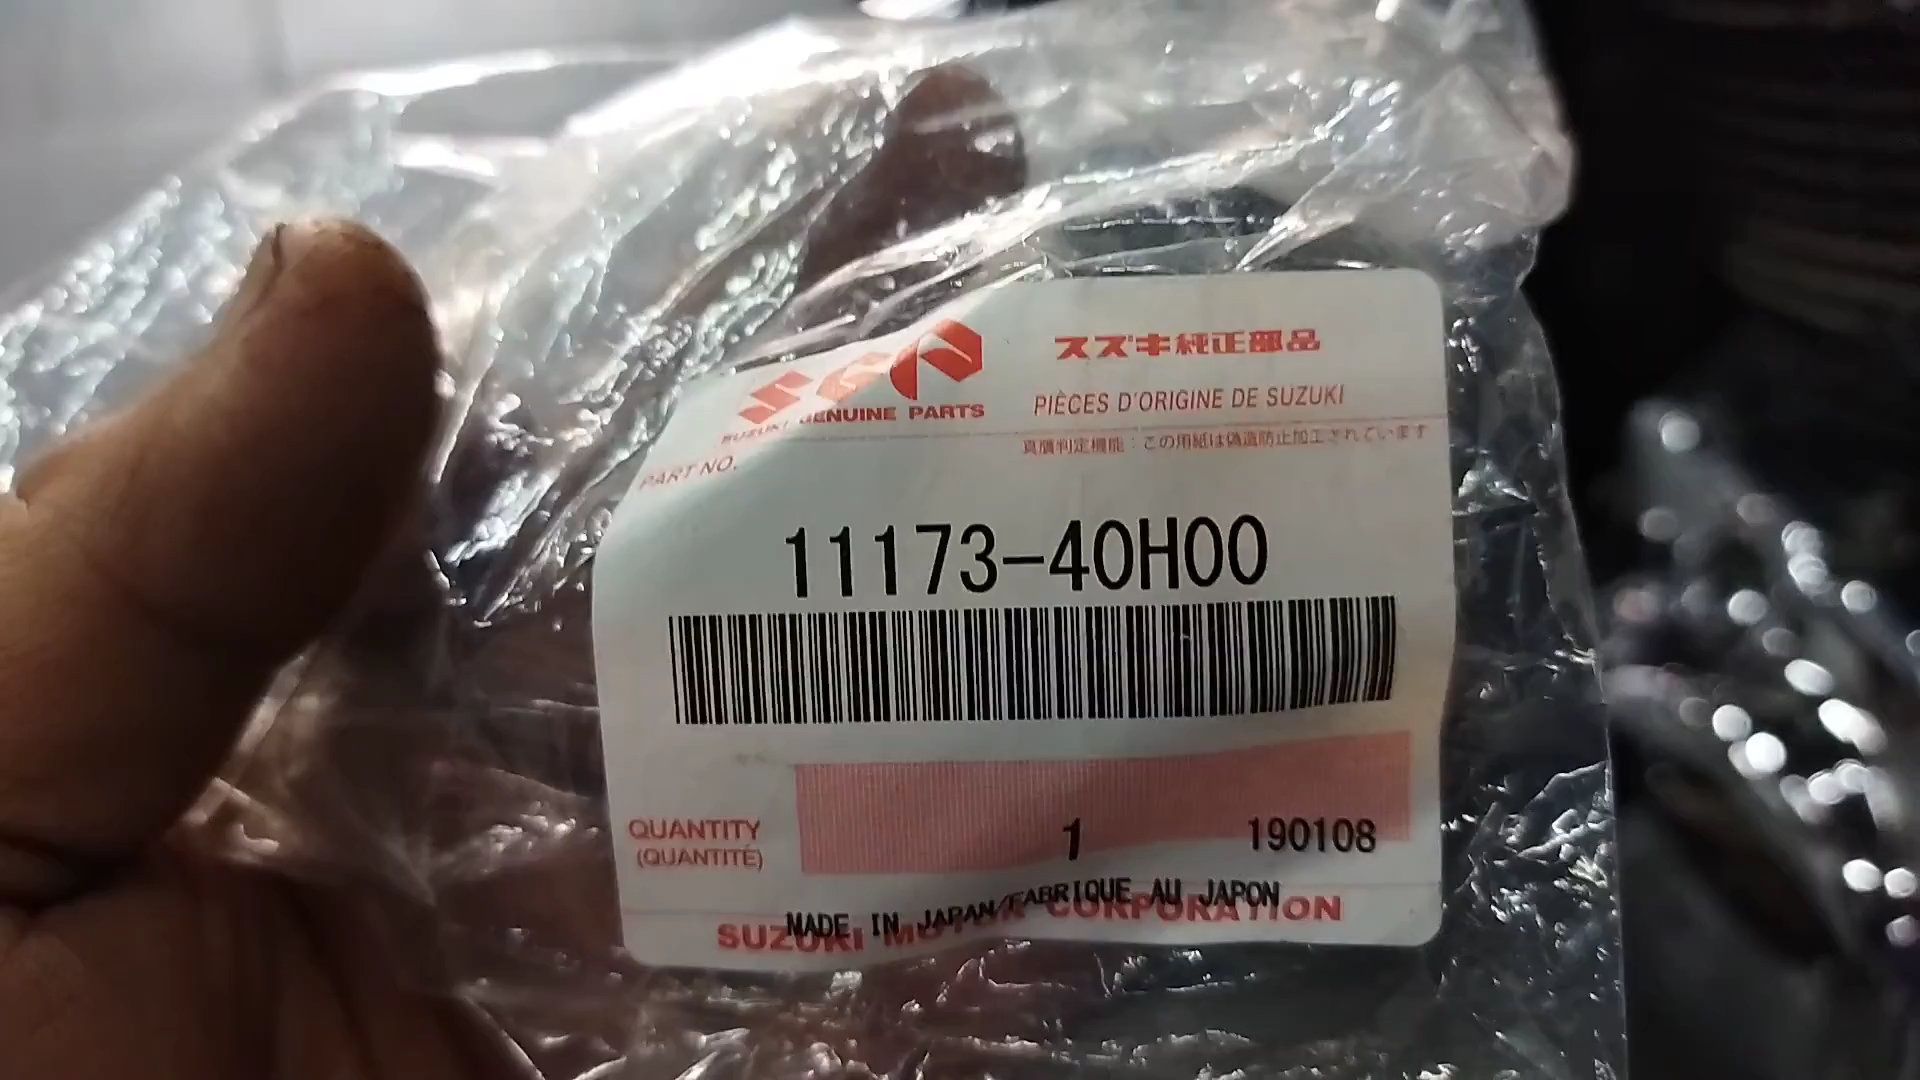 スズキ純正部品
SUZUKI GENUINE PARTS
PIÈCES D'ORIGINE DE SUZUKI
真贋判定機能：この用紙は偽造防止加工されています
PART NO.
11173-40H00
QUANTITY
(QUANTITÉ)
1
190108
MADE IN JAPAN/FABRIQUE AU JAPON
SUZUKI MOTOR CORPORATION